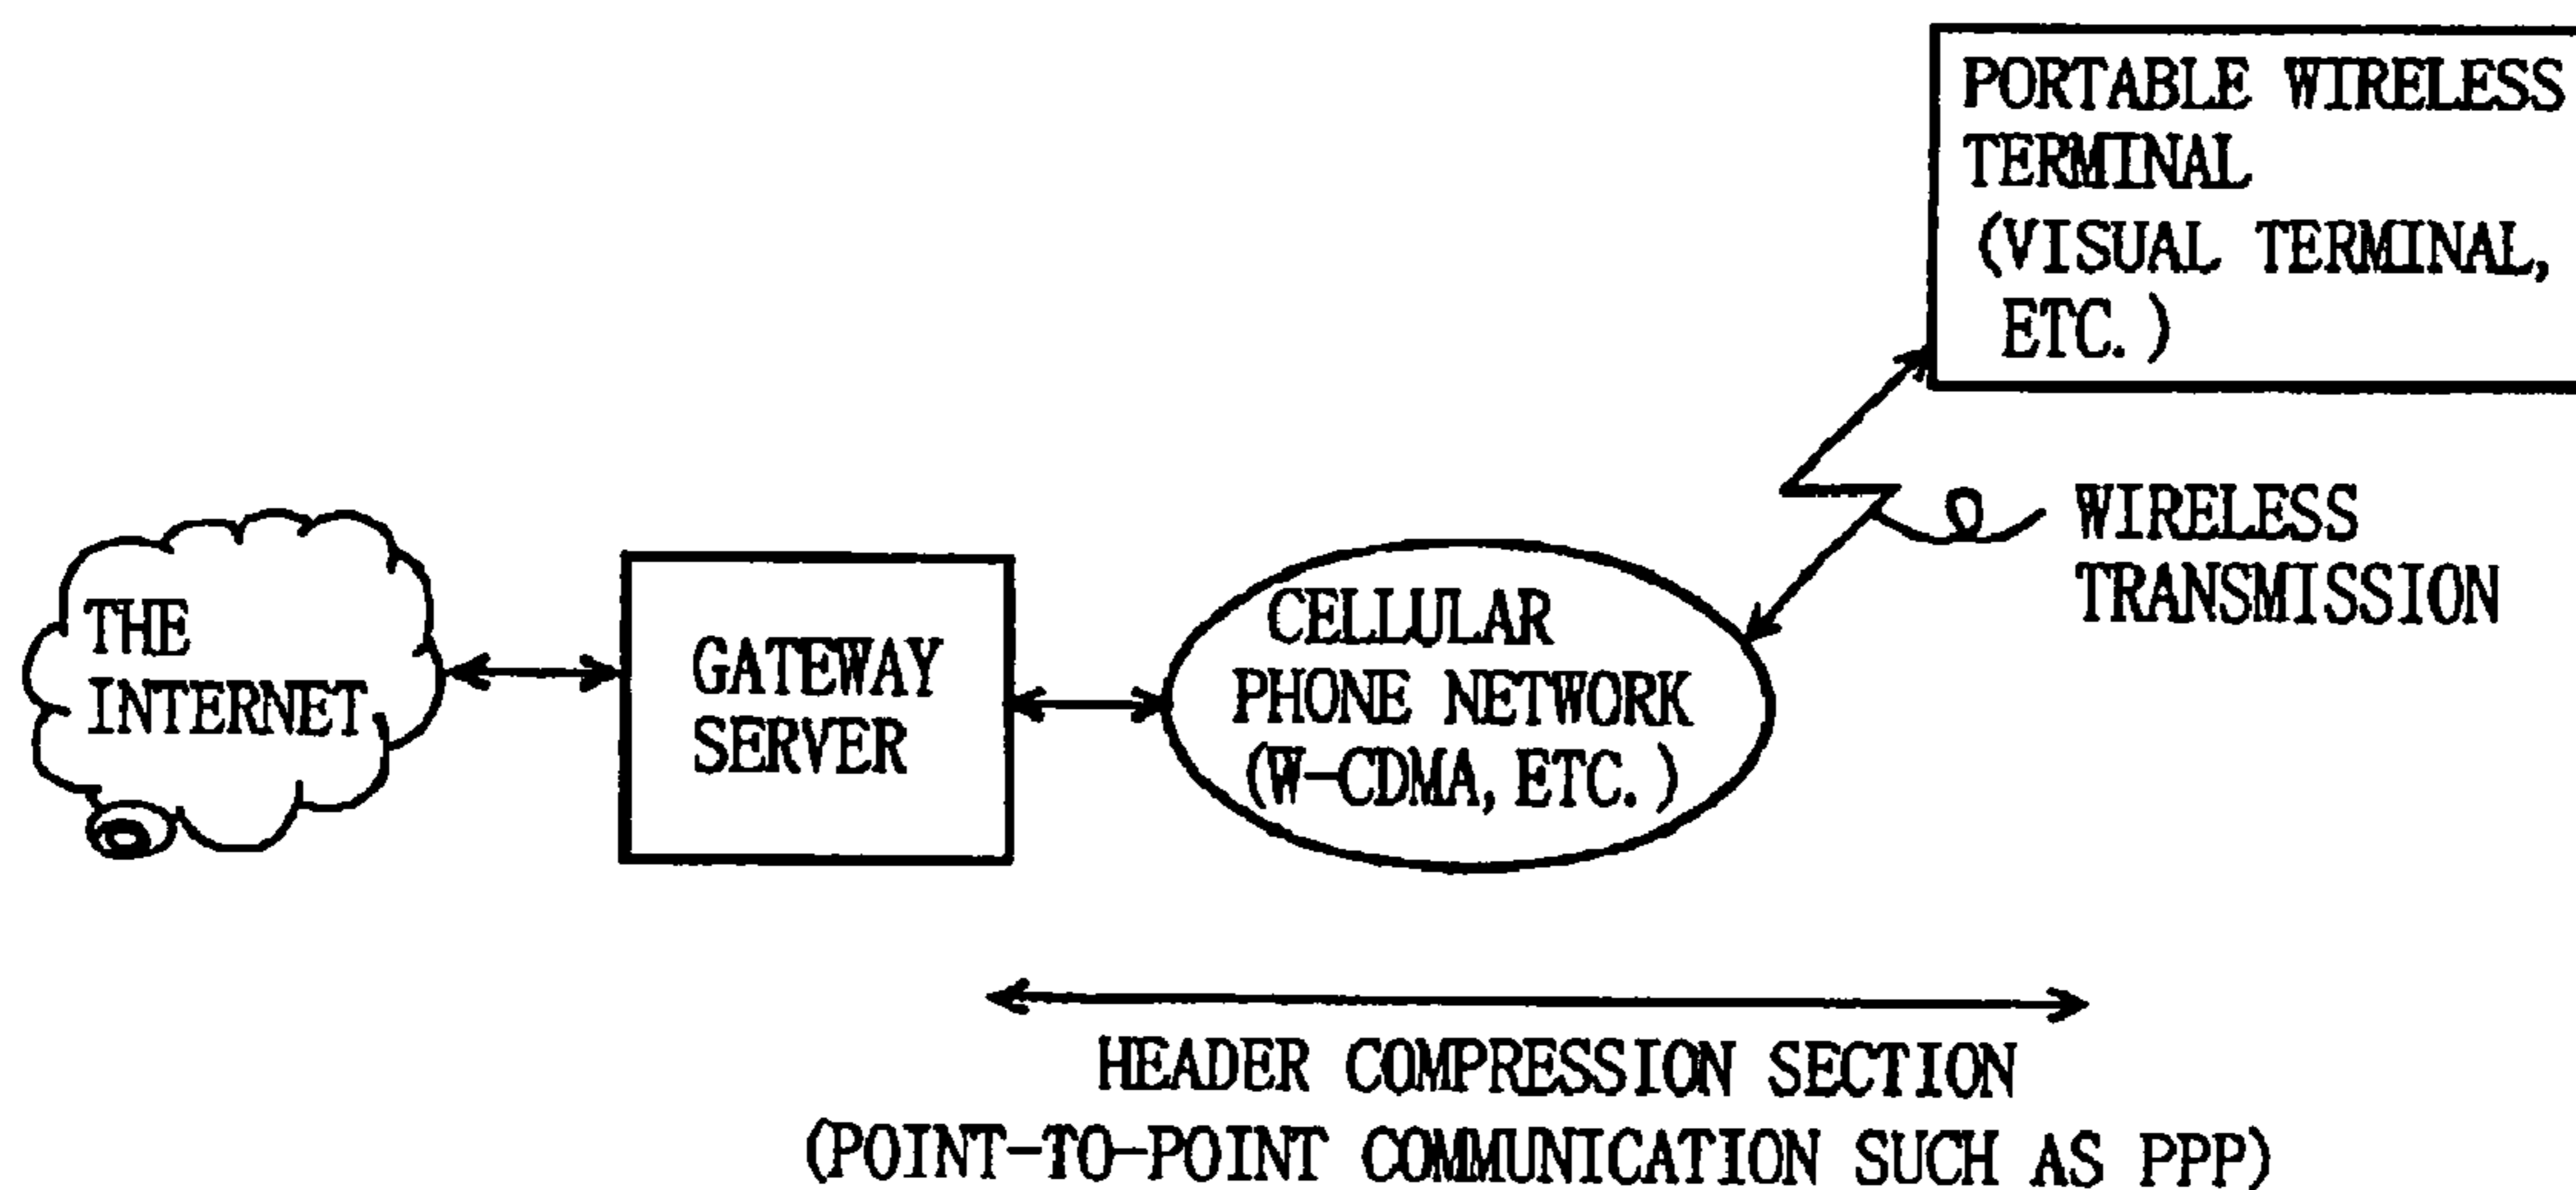 PORTABLE WIRELESS
TERMINAL
(VISUAL TERMINAL,
ETC.)
WIRELESS
TRANSMISSION
THE
INTERNET
GATEWAY
SERVER
CELLULAR
PHONE NETWORK
(W-CDMA, ETC.)
HEADER COMPRESSION SECTION
(POINT-TO-POINT COMMUNICATION SUCH AS PPP)